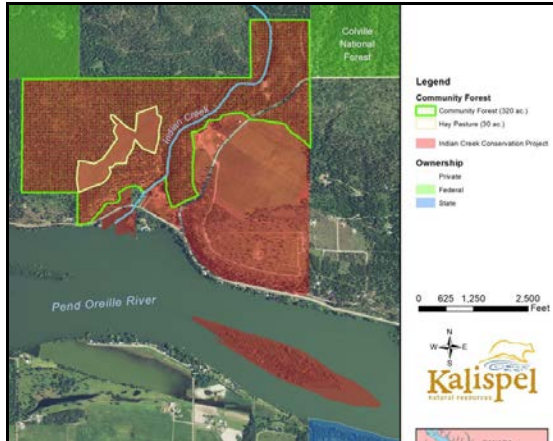 Colville
National
Forest
Indian Creek
Pend Oreille River
Legend
Community Forest
Community Forest (320 ac.)
Hay Pasture (30 ac.)
Indian Creek Conservation Project
Ownership
Private
Federal
State
0 625 1,250 2,500
Feet
N
W E
S
Kalispel
natural resources